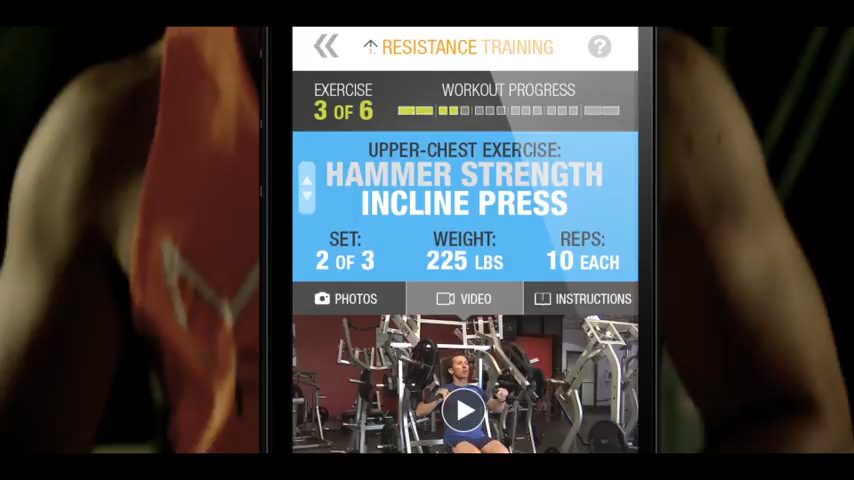 RESISTANCE TRAINING
?
EXERCISE
WORKOUT PROGRESS
3 OF 6
UPPER-CHEST EXERCISE:
HAMMER STRENGTH
INCLINE PRESS
SET:
WEIGHT:
REPS:
2 OF 3
225 LBS
10 EACH
PHOTOS
VIDEO
INSTRUCTIONS